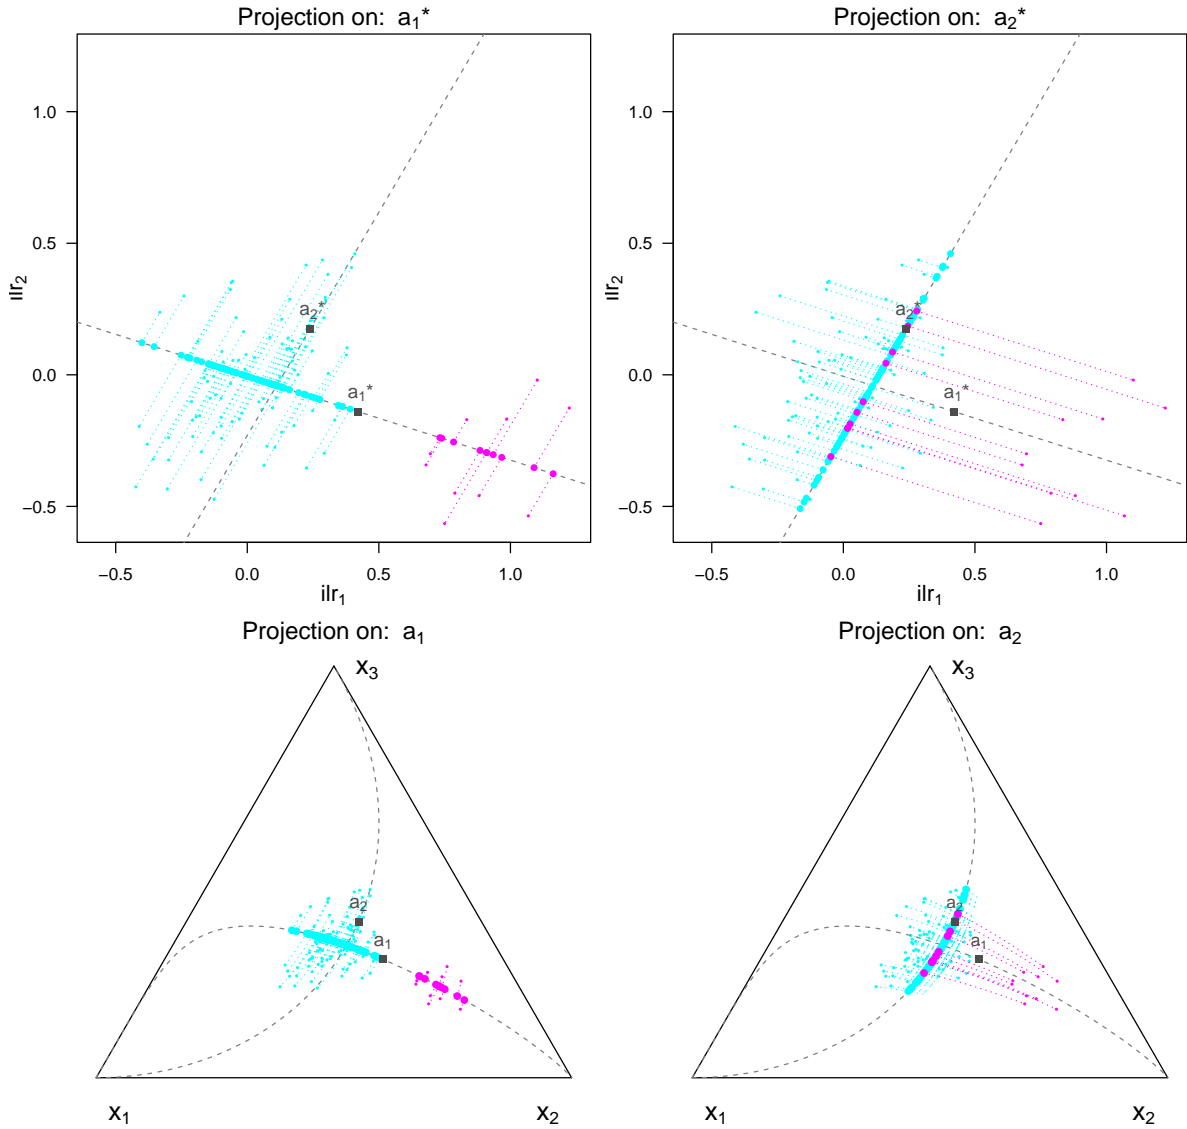 Projection on: a₁*
Projection on: a₂*
1.0
0.5
0.0
−0.5
ilr₂
a₂*
a₁*
−0.5
0.0
0.5
1.0
ilr₁
1.0
0.5
0.0
−0.5
ilr₂
a₂*
a₁*
−0.5
0.0
0.5
1.0
ilr₁
Projection on: a₁
Projection on: a₂
x₃
a₂
a₁
x₁
x₂
x₃
a₂
a₁
x₁
x₂